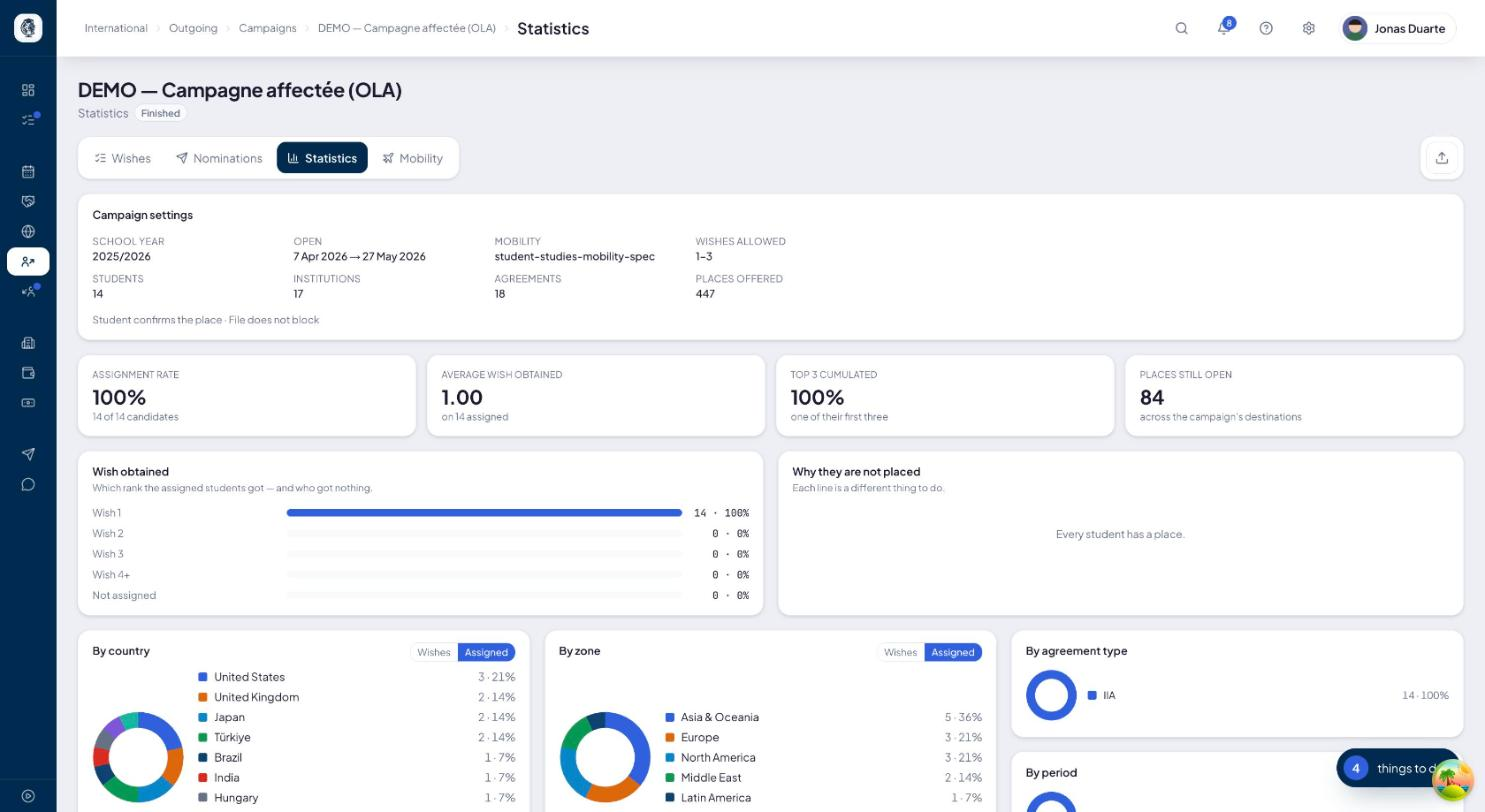 International > Outgoing > Campaigns > DEMO — Campagne affectée (OLA) > Statistics
8
Jonas Duarte
DEMO — Campagne affectée (OLA)
Statistics Finished
Wishes Nominations Statistics Mobility
Campaign settings
SCHOOL YEAR OPEN MOBILITY WISHES ALLOWED
2025/2026 7 Apr 2026 → 27 May 2026 student-studies-mobility-spec 1–3
STUDENTS INSTITUTIONS AGREEMENTS PLACES OFFERED
14 17 18 447
Student confirms the place · File does not block
ASSIGNMENT RATE
100%
14 of 14 candidates
AVERAGE WISH OBTAINED
1.00
on 14 assigned
TOP 3 CUMULATED
100%
one of their first three
PLACES STILL OPEN
84
across the campaign's destinations
Wish obtained
Which rank the assigned students got — and who got nothing.
Wish 1 14 · 100%
Wish 2 0 · 0%
Wish 3 0 · 0%
Wish 4+ 0 · 0%
Not assigned 0 · 0%
Why they are not placed
Each line is a different thing to do.
Every student has a place.
By country Wishes Assigned
United States 3 · 21%
United Kingdom 2 · 14%
Japan 2 · 14%
Türkiye 2 · 14%
Brazil 1 · 7%
India 1 · 7%
Hungary 1 · 7%
By zone Wishes Assigned
Asia & Oceania 5 · 36%
Europe 3 · 21%
North America 3 · 21%
Middle East 2 · 14%
Latin America 1 · 7%
By agreement type
IIA 14 · 100%
By period
4 things to